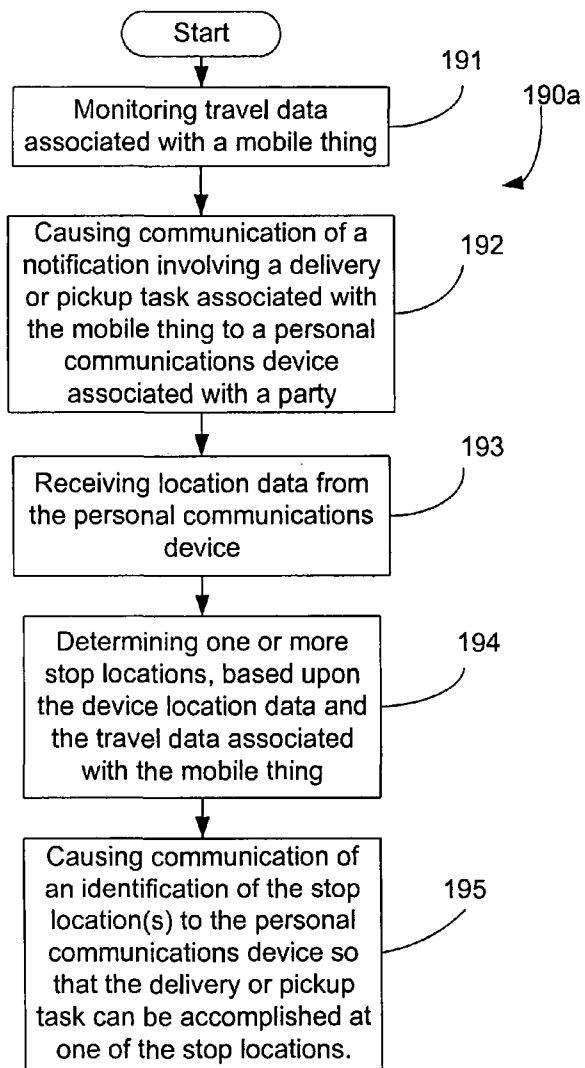 Start
191
190a
Monitoring travel data
associated with a mobile thing
192
Causing communication of a
notification involving a delivery
or pickup task associated with
the mobile thing to a personal
communications device
associated with a party
193
Receiving location data from
the personal communications
device
194
Determining one or more
stop locations, based upon
the device location data and
the travel data associated
with the mobile thing
195
Causing communication of
an identification of the stop
location(s) to the personal
communications device so
that the delivery or pickup
task can be accomplished at
one of the stop locations.